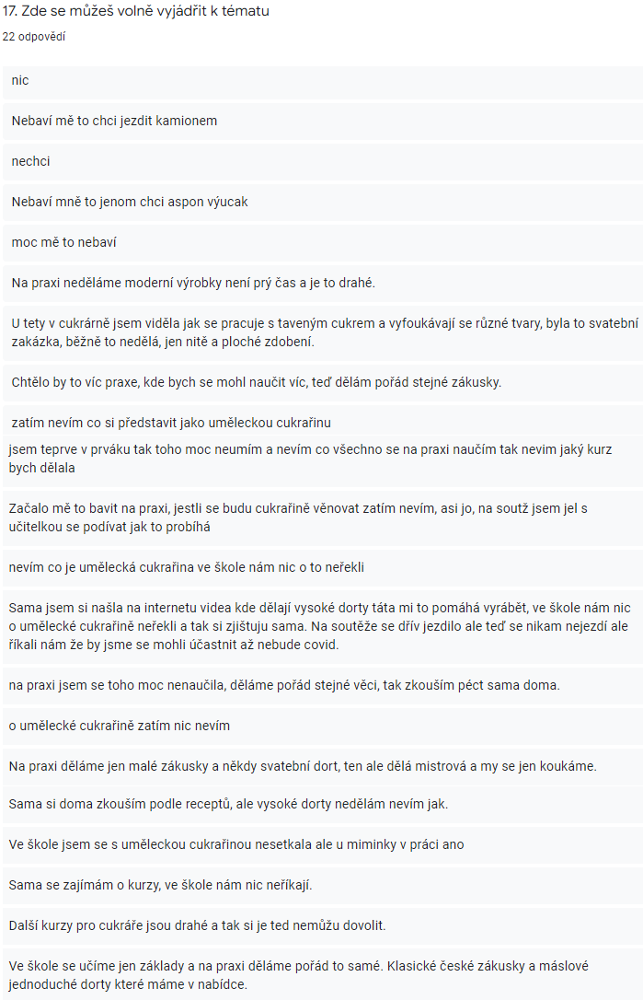 17. Zde se můžeš volně vyjádřit k tématu
22 odpovědí
nic
Nebaví mě to chci jezdit kamionem
nechci
Nebaví mně to jenom chci aspon výucak
moc mě to nebaví
Na praxi neděláme moderní výrobky není prý čas a je to drahé.
U tety v cukrárně jsem viděla jak se pracuje s taveným cukrem a vyfoukávají se různé tvary, byla to svatební
zakázka, běžně to nedělá, jen nitě a ploché zdobení.
Chtělo by to víc praxe, kde bych se mohl naučit víc, teď dělám pořád stejné zákusky.
zatím nevím co si představit jako uměleckou cukrařinu
jsem teprve v prváku tak toho moc neumím a nevím co všechno se na praxi naučím tak nevim jaký kurz
bych dělala
Začalo mě to bavit na praxi, jestli se budu cukrařině věnovat zatím nevím, asi jo, na soutž jsem jel s
učitelkou se podívat jak to probíhá
nevím co je umělecká cukrařina ve škole nám nic o to neřekli
Sama jsem si našla na internetu videa kde dělají vysoké dorty táta mi to pomáhá vyrábět, ve škole nám nic
o umělecké cukrařině neřekli a tak si zjištuju sama. Na soutěže se dřív jezdilo ale teď se nikam nejezdí ale
říkali nám že by jsme se mohli účastnit až nebude covid.
na praxi jsem se toho moc nenaučila, děláme pořád stejné věci, tak zkouším péct sama doma.
o umělecké cukrařině zatím nic nevím
Na praxi děláme jen malé zákusky a někdy svatební dort, ten ale dělá mistrová a my se jen koukáme.
Sama si doma zkouším podle receptů, ale vysoké dorty nedělám nevím jak.
Ve škole jsem se s uměleckou cukrařinou nesetkala ale u miminky v práci ano
Sama se zajímám o kurzy, ve škole nám nic neříkají.
Další kurzy pro cukráře jsou drahé a tak si je ted nemůžu dovolit.
Ve škole se učíme jen základy a na praxi děláme pořád to samé. Klasické české zákusky a máslové
jednoduché dorty které máme v nabídce.